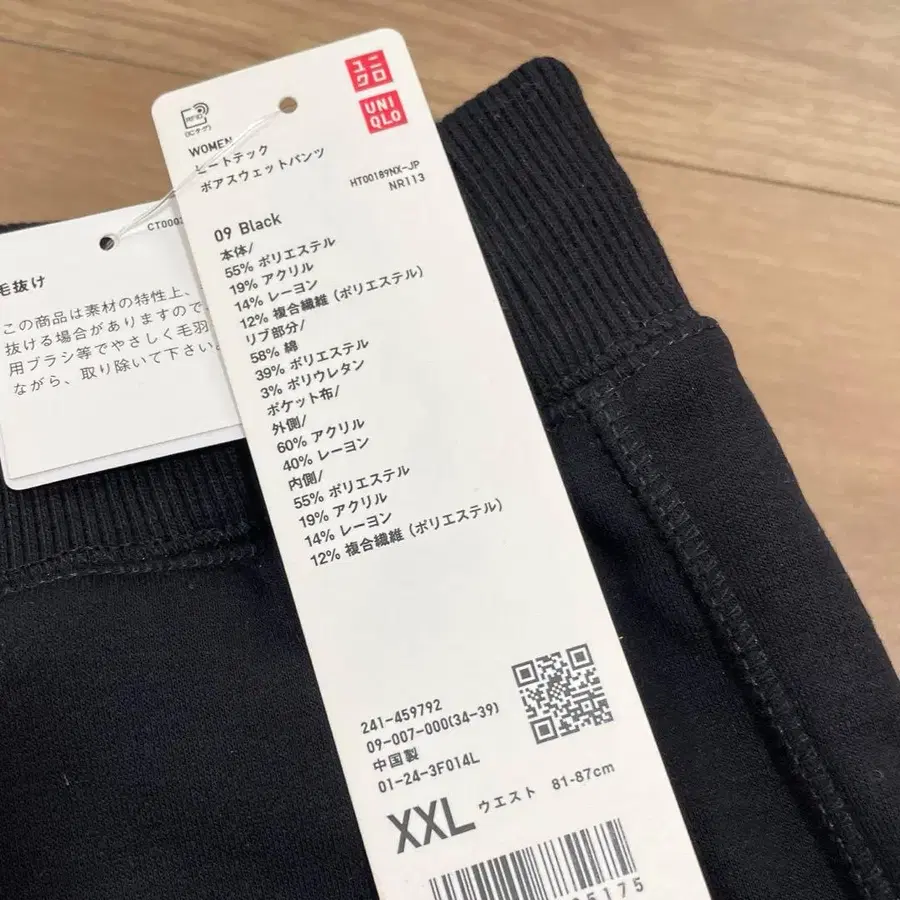 ユニ
クロ
UNI
QLO
RFID
(ICタグ)
WOMEN
ヒートテック
ボアスウェットパンツ
HT00189NX-JP
NR113
09 Black
本体/
55% ポリエステル
19% アクリル
14% レーヨン
12% 複合繊維 (ポリエステル)
リブ部分/
58% 綿
39% ポリエステル
3% ポリウレタン
ポケット布/
外側/
60% アクリル
40% レーヨン
内側/
55% ポリエステル
19% アクリル
14% レーヨン
12% 複合繊維 (ポリエステル)
241-459792
09-007-000(34-39)
中国製
01-24-3F014L
XXL ウエスト 81-87cm
5175
CT000
毛抜け
この商品は素材の特性上、
抜ける場合がありますので
用ブラシ等でやさしく毛羽
ながら、取り除いて下さい